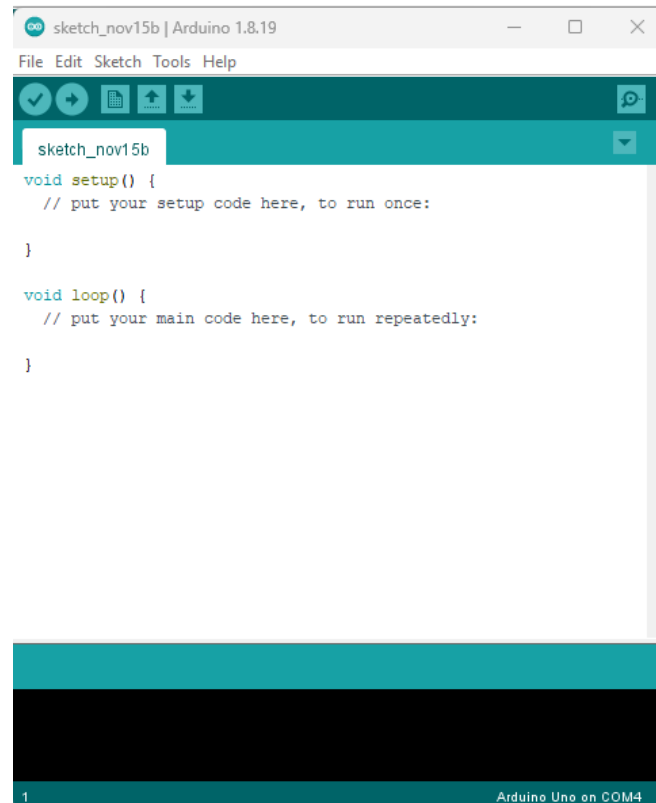 sketch_nov15b | Arduino 1.8.19
File Edit Sketch Tools Help
sketch_nov15b
void setup() {
  // put your setup code here, to run once:
}
void loop() {
  // put your main code here, to run repeatedly:
}
1 Arduino Uno on COM4